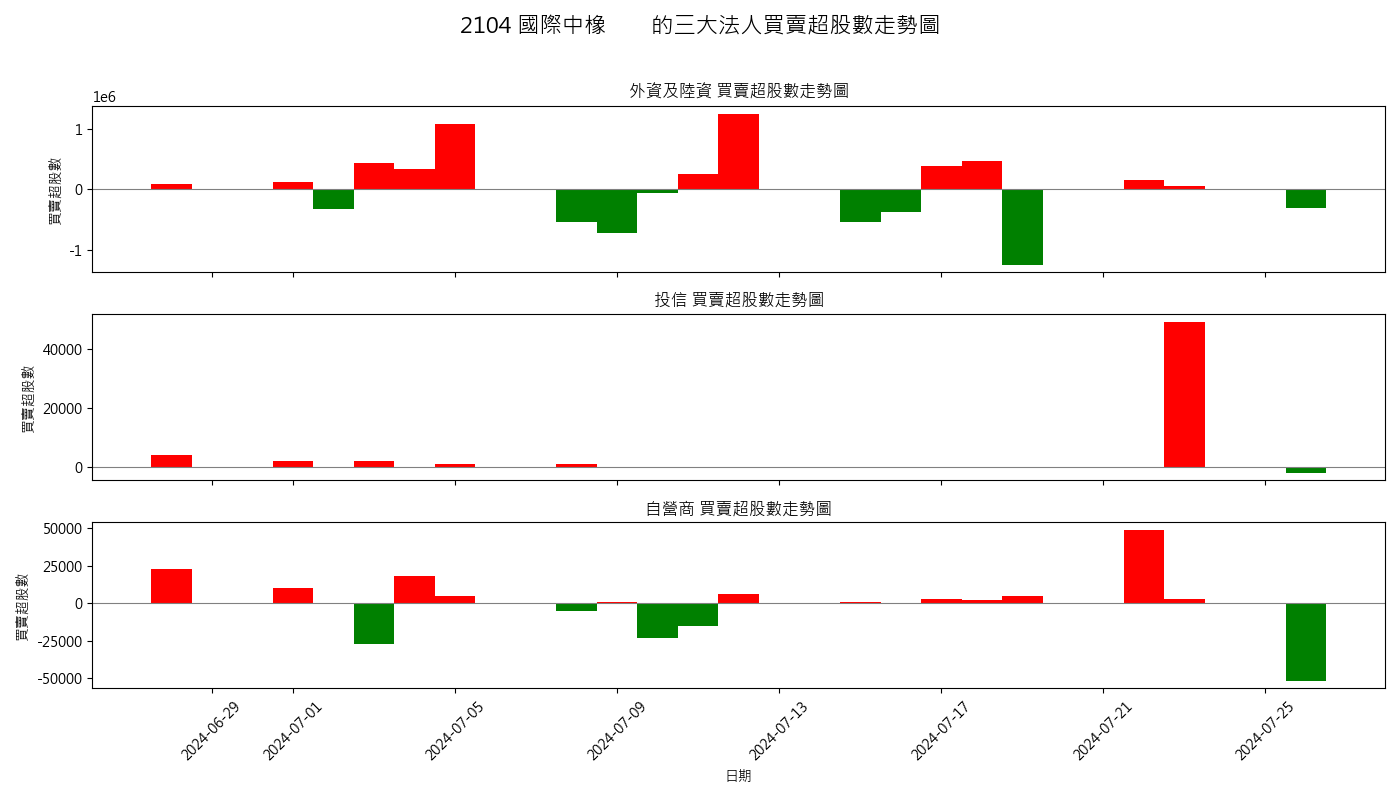 2104 國際中橡　　的三大法人買賣超股數走勢圖
外資及陸資 買賣超股數走勢圖
1e6
買賣超股數
1
0
-1
投信 買賣超股數走勢圖
買賣超股數
40000
20000
0
自營商 買賣超股數走勢圖
買賣超股數
50000
25000
0
-25000
-50000
2024-06-29
2024-07-01
2024-07-05
2024-07-09
2024-07-13
2024-07-17
2024-07-21
2024-07-25
日期